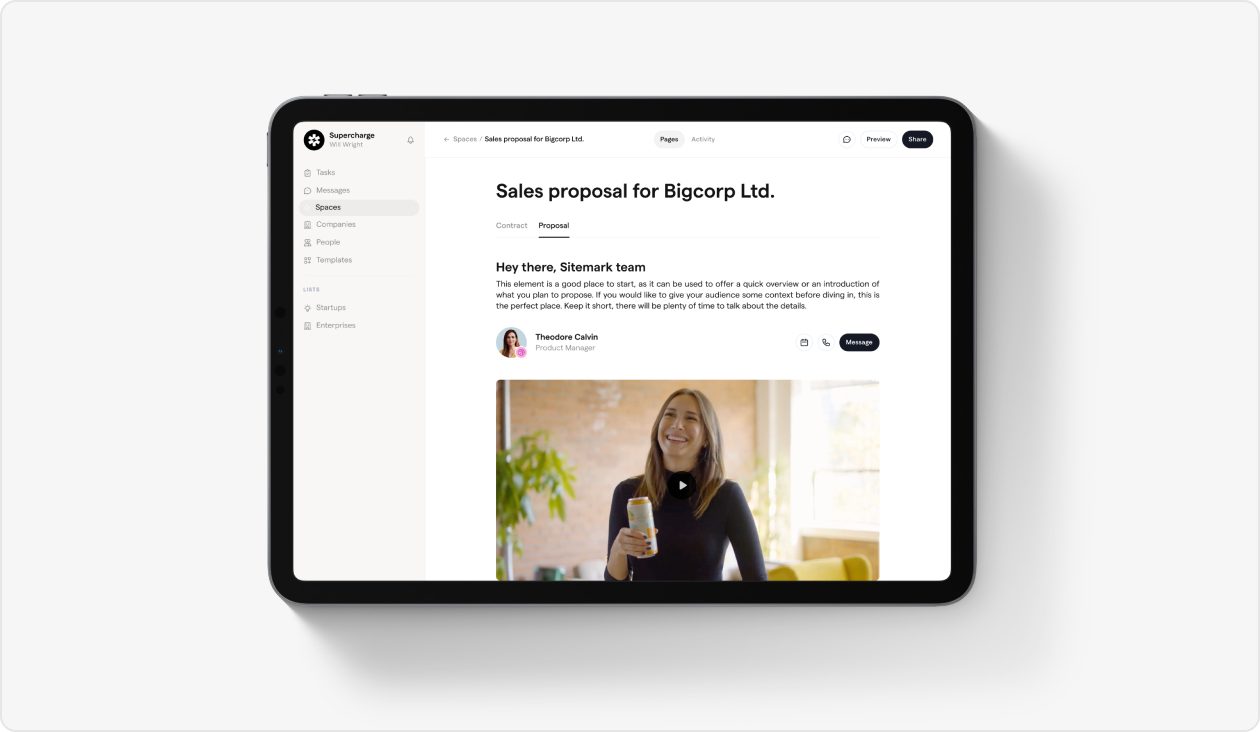 Supercharge
Will Wright
Tasks
Messages
Spaces
Companies
People
Templates
LISTS
Startups
Enterprises
← Spaces / Sales proposal for Bigcorp Ltd.
Pages
Activity
Preview
Share
Sales proposal for Bigcorp Ltd.
Contract
Proposal
Hey there, Sitemark team
This element is a good place to start, as it can be used to offer a quick overview or an introduction of
what you plan to propose. If you would like to give your audience some context before diving in, this is
the perfect place. Keep it short, there will be plenty of time to talk about the details.
Theodore Calvin
Product Manager
Message